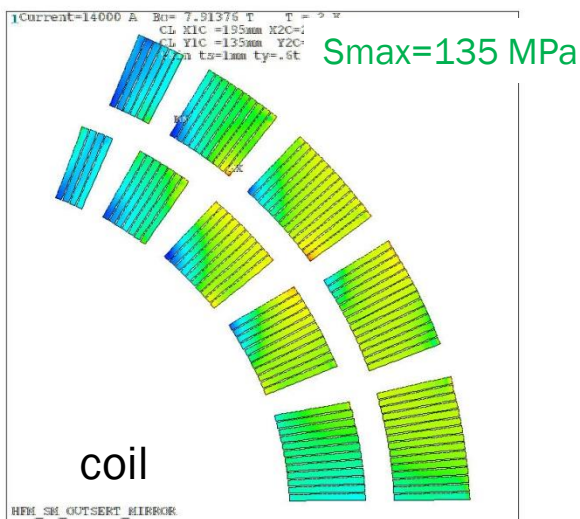 1Current=14000 A Bo= 7.91376 T T =
CL X1C =195mm X2C=2
CL Y1C =135mm Y2C=
ts=1mm ty=.6t
Smax=135 MPa
coil
HFM_SM_OUTSERT_MIRROR